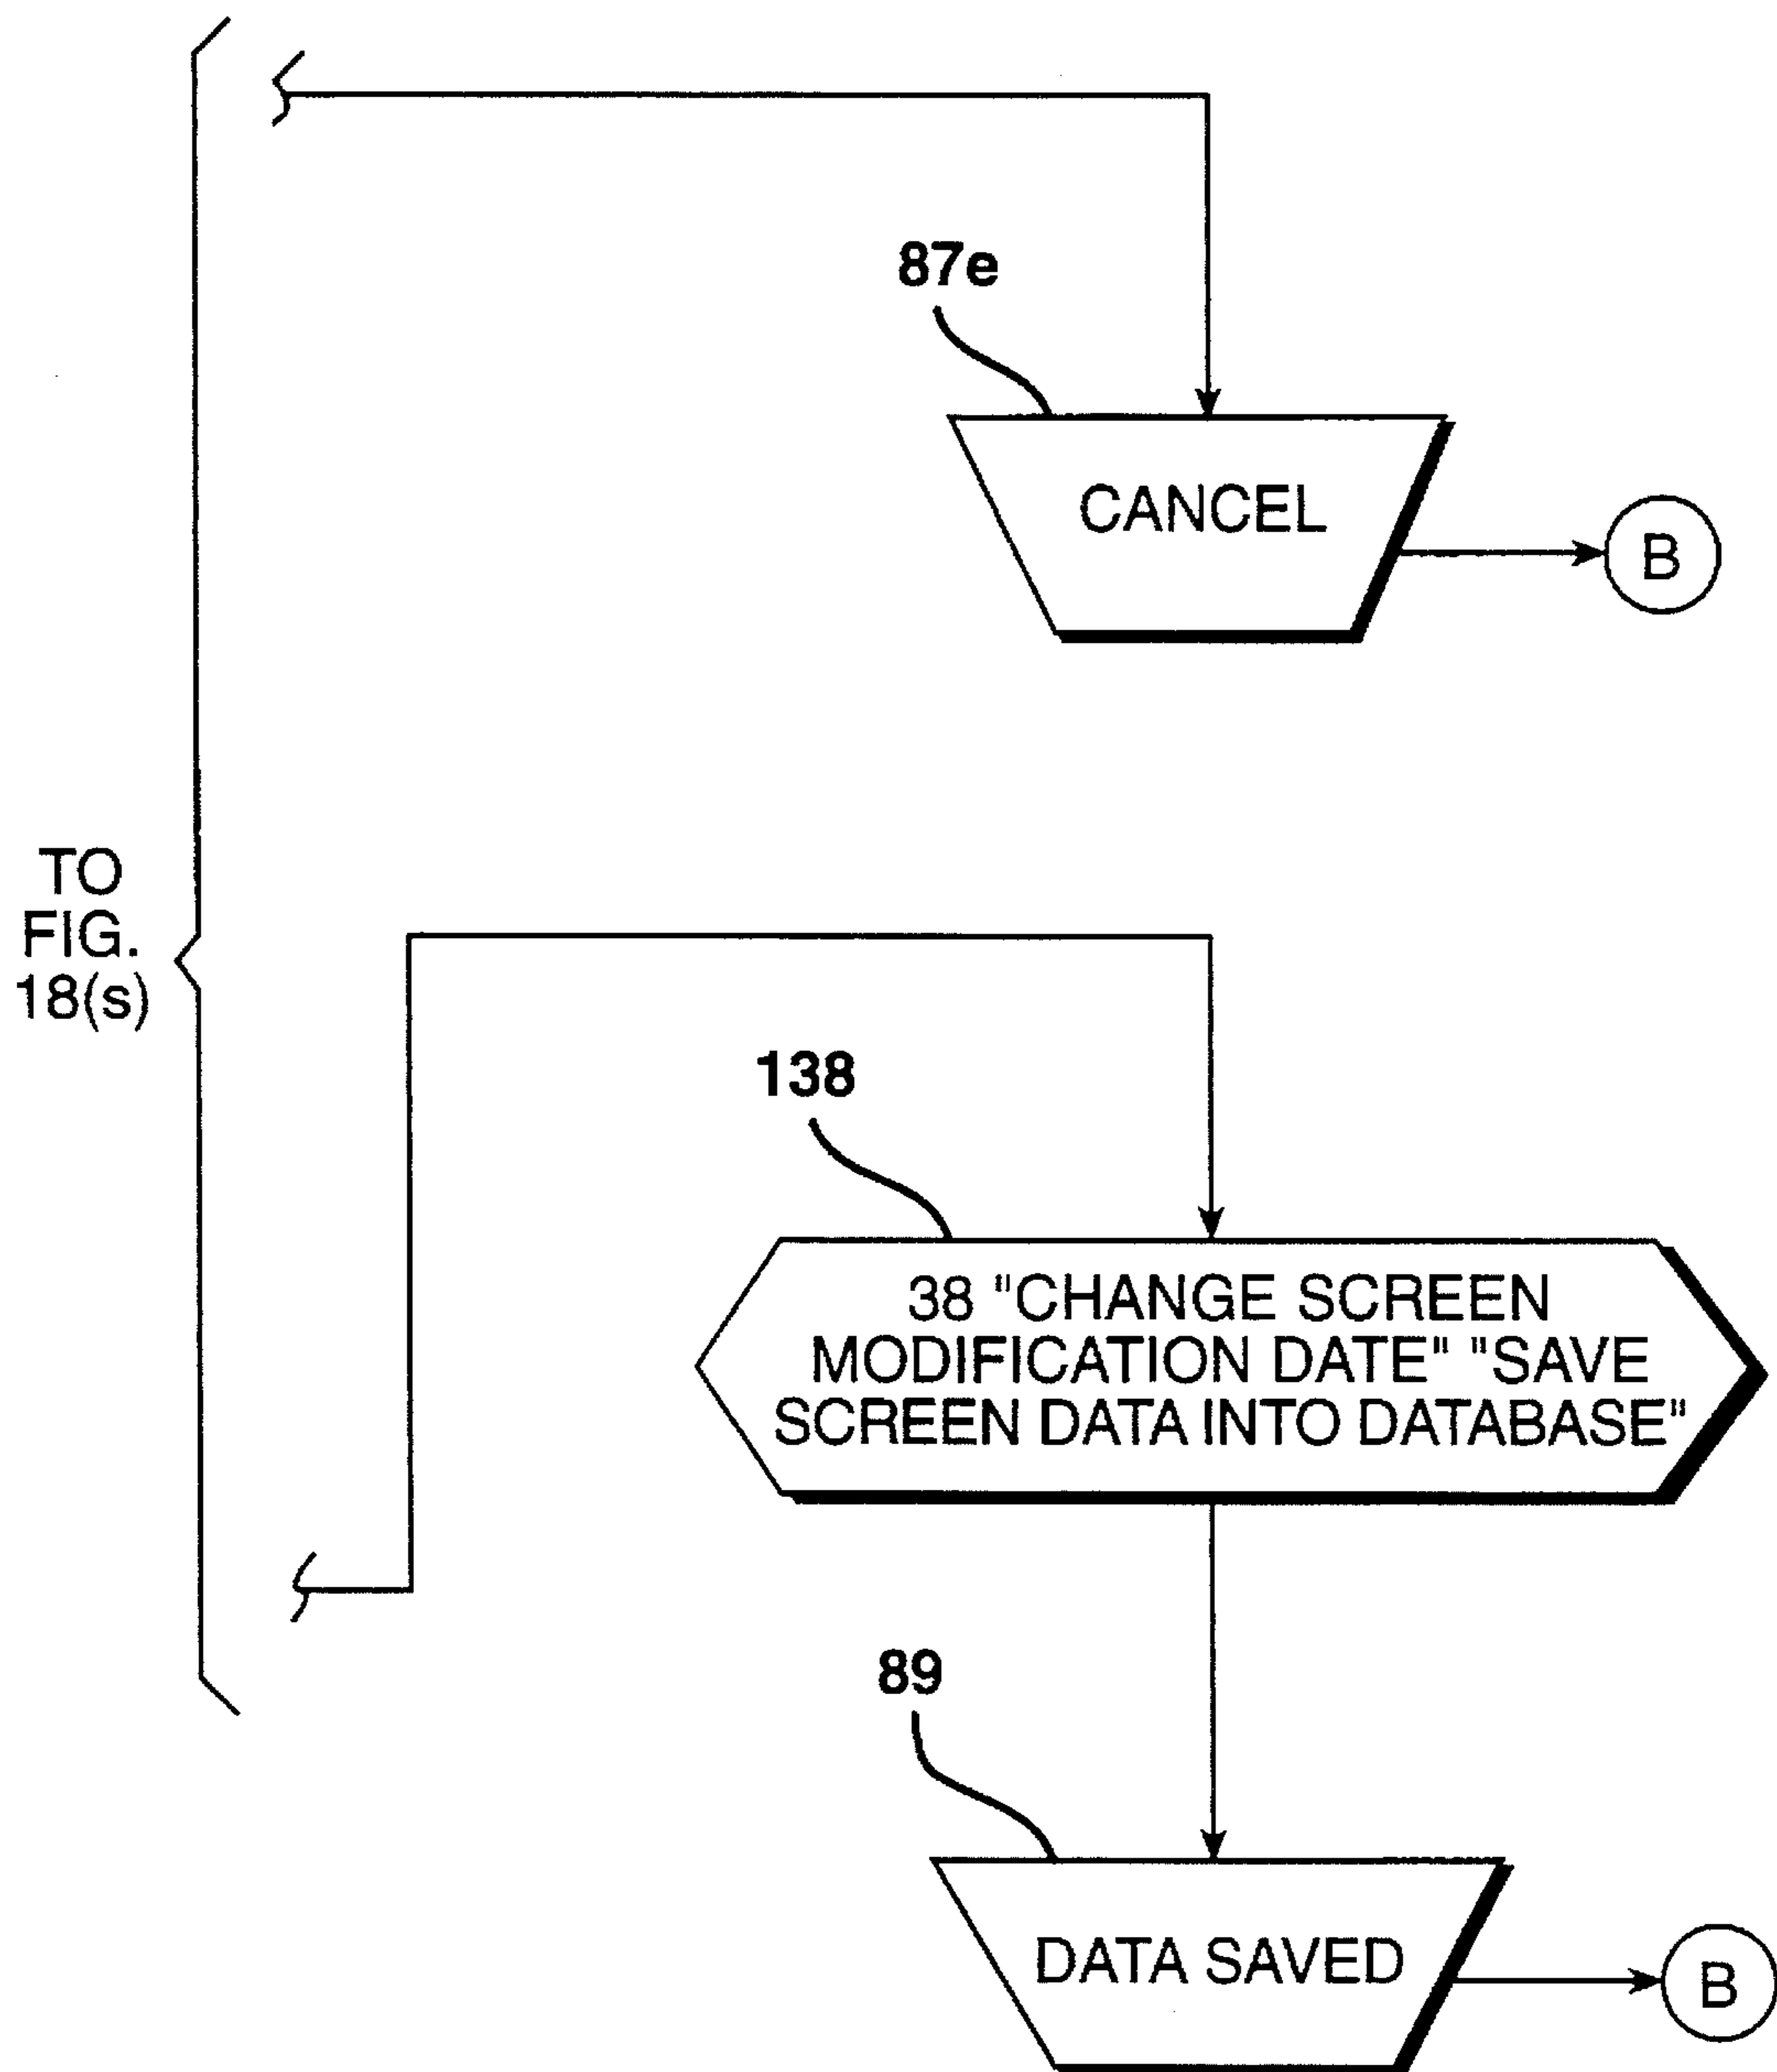 87e
CANCEL
B
TO
FIG.
18(s)
138
38 "CHANGE SCREEN
MODIFICATION DATE" "SAVE
SCREEN DATA INTO DATABASE"
89
DATA SAVED
B